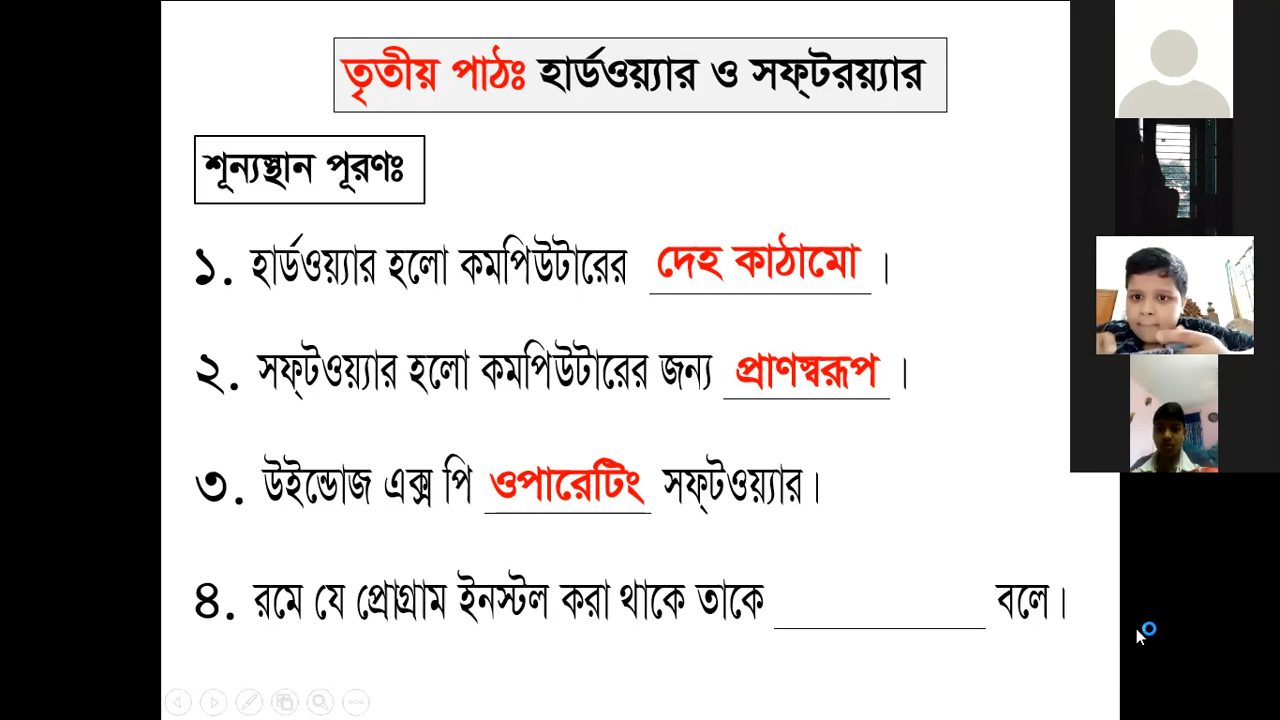 তৃতীয় পাঠঃ হার্ডওয়্যার ও সফ্টরয়্যার
শূন্যস্থান পূরণঃ
১. হার্ডওয়্যার হলো কমপিউটারের দেহ কাঠামো ।
২. সফ্টওয়্যার হলো কমপিউটারের জন্য প্রাণস্বরূপ ।
৩. উইন্ডোজ এক্স পি ওপারেটিং সফ্টওয়্যার।
৪. রমে যে প্রোগ্রাম ইনস্টল করা থাকে তাকে ____________ বলে।